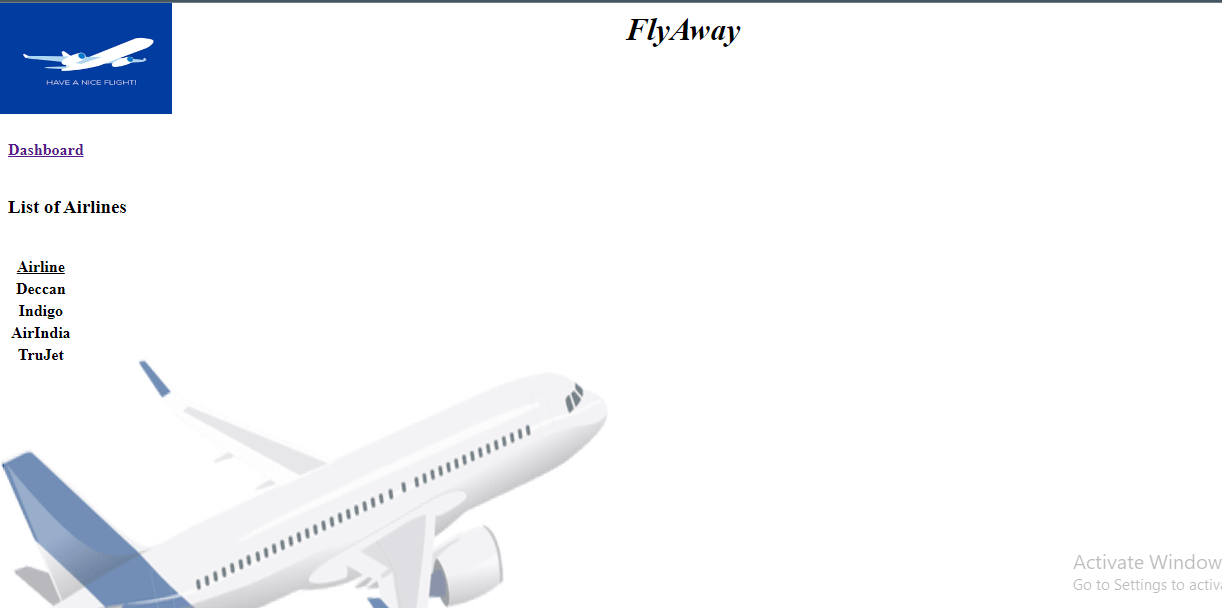 FlyAway
HAVE A NICE FLIGHT!
Dashboard
List of Airlines
Airline
Deccan
Indigo
AirIndia
TruJet
Activate Window
Go to Settings to activa